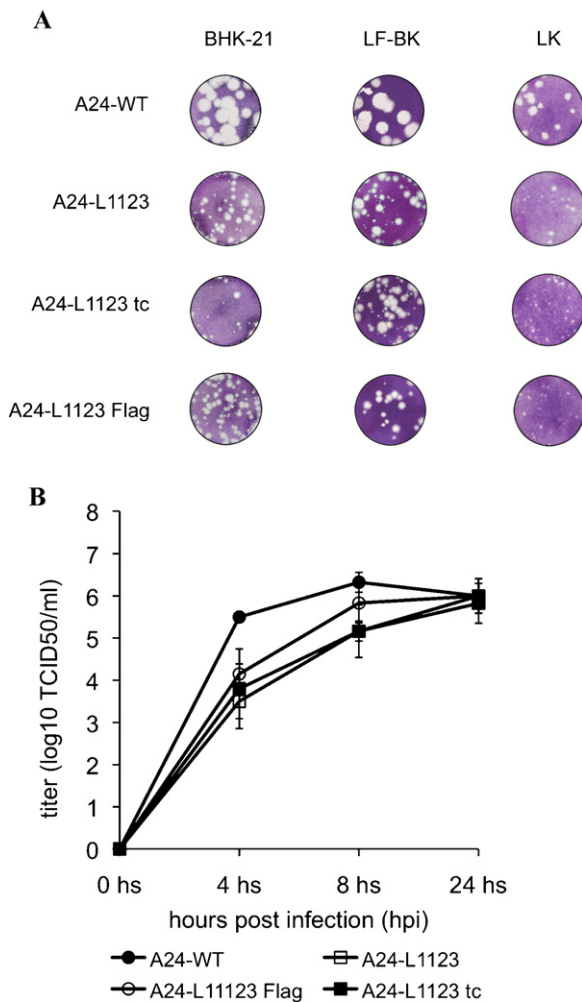 A
BHK-21 LF-BK LK
A24-WT
A24-L1123
A24-L1123 tc
A24-L1123 Flag
B
8
7
6
5
4
3
2
1
0
titer (log10 TCID50/ml)
0 hs 4 hs 8 hs 24 hs
hours post infection (hpi)
A24-WT A24-L1123
A24-L11123 Flag A24-L1123 tc